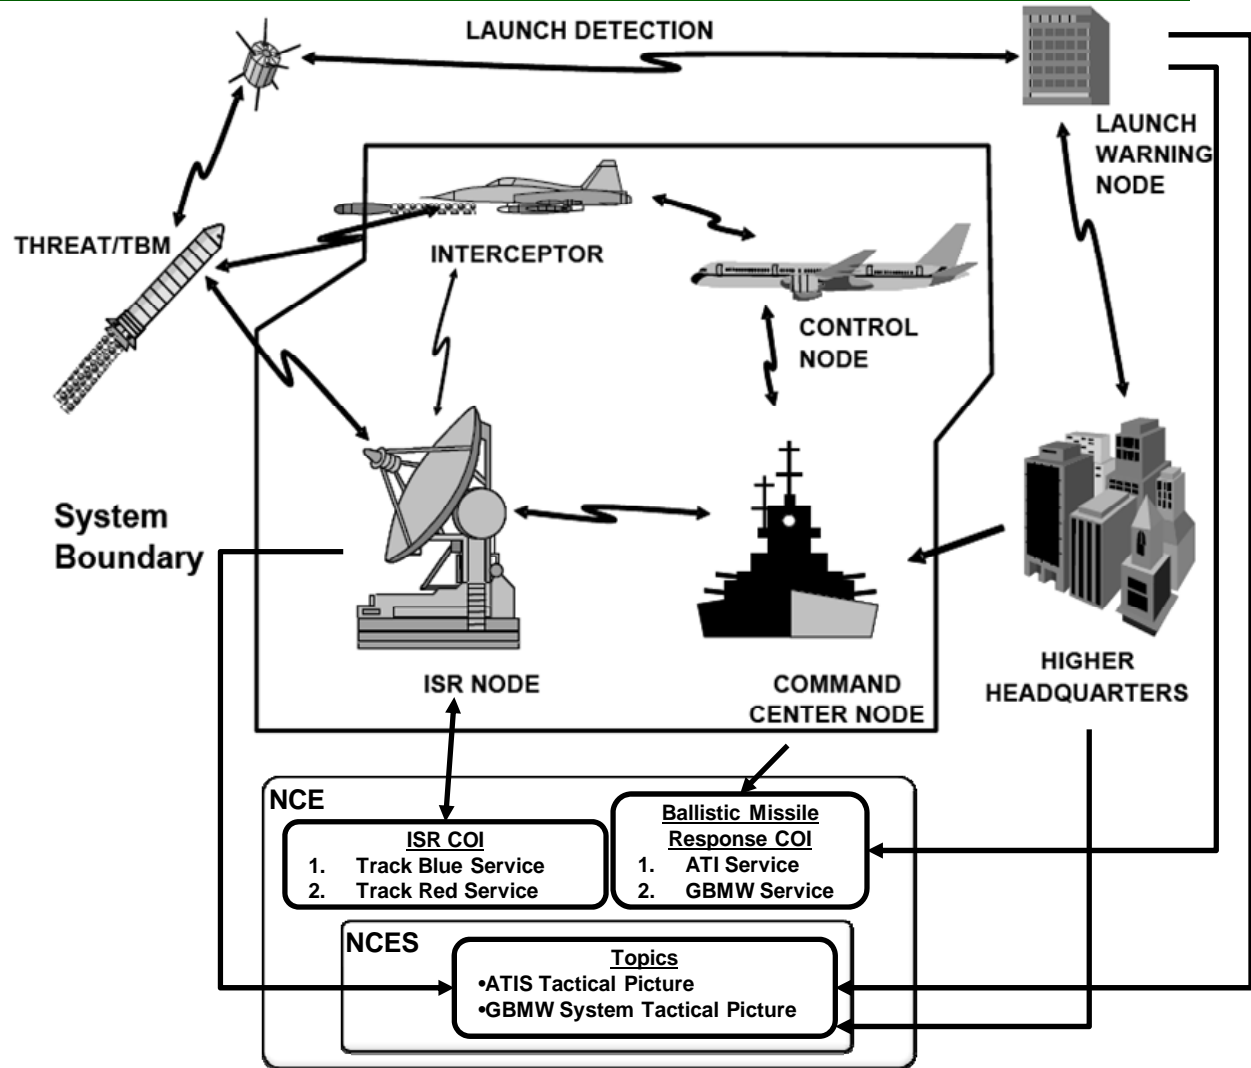 LAUNCH DETECTION
LAUNCH
WARNING
NODE
THREAT/TBM
INTERCEPTOR
CONTROL
NODE
System
Boundary
ISR NODE
COMMAND
CENTER NODE
HIGHER
HEADQUARTERS
NCE
ISR COI
1. Track Blue Service
2. Track Red Service
Ballistic Missile
Response COI
1. ATI Service
2. GBMW Service
NCES
Topics
•ATIS Tactical Picture
•GBMW System Tactical Picture